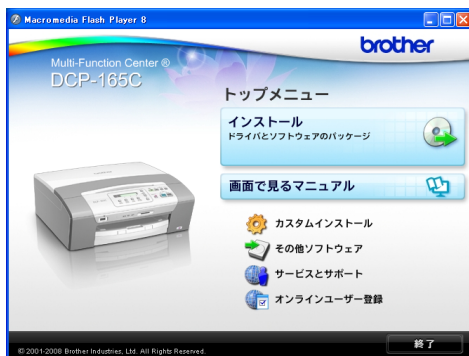 Macromedia Flash Player 8
brother
Multi-Function Center ®
DCP-165C
トップメニュー
インストール
ドライバとソフトウェアのパッケージ
画面で見るマニュアル
カスタムインストール
その他ソフトウェア
サービスとサポート
オンラインユーザー登録
© 2001-2008 Brother Industries, Ltd. All Rights Reserved.
終了